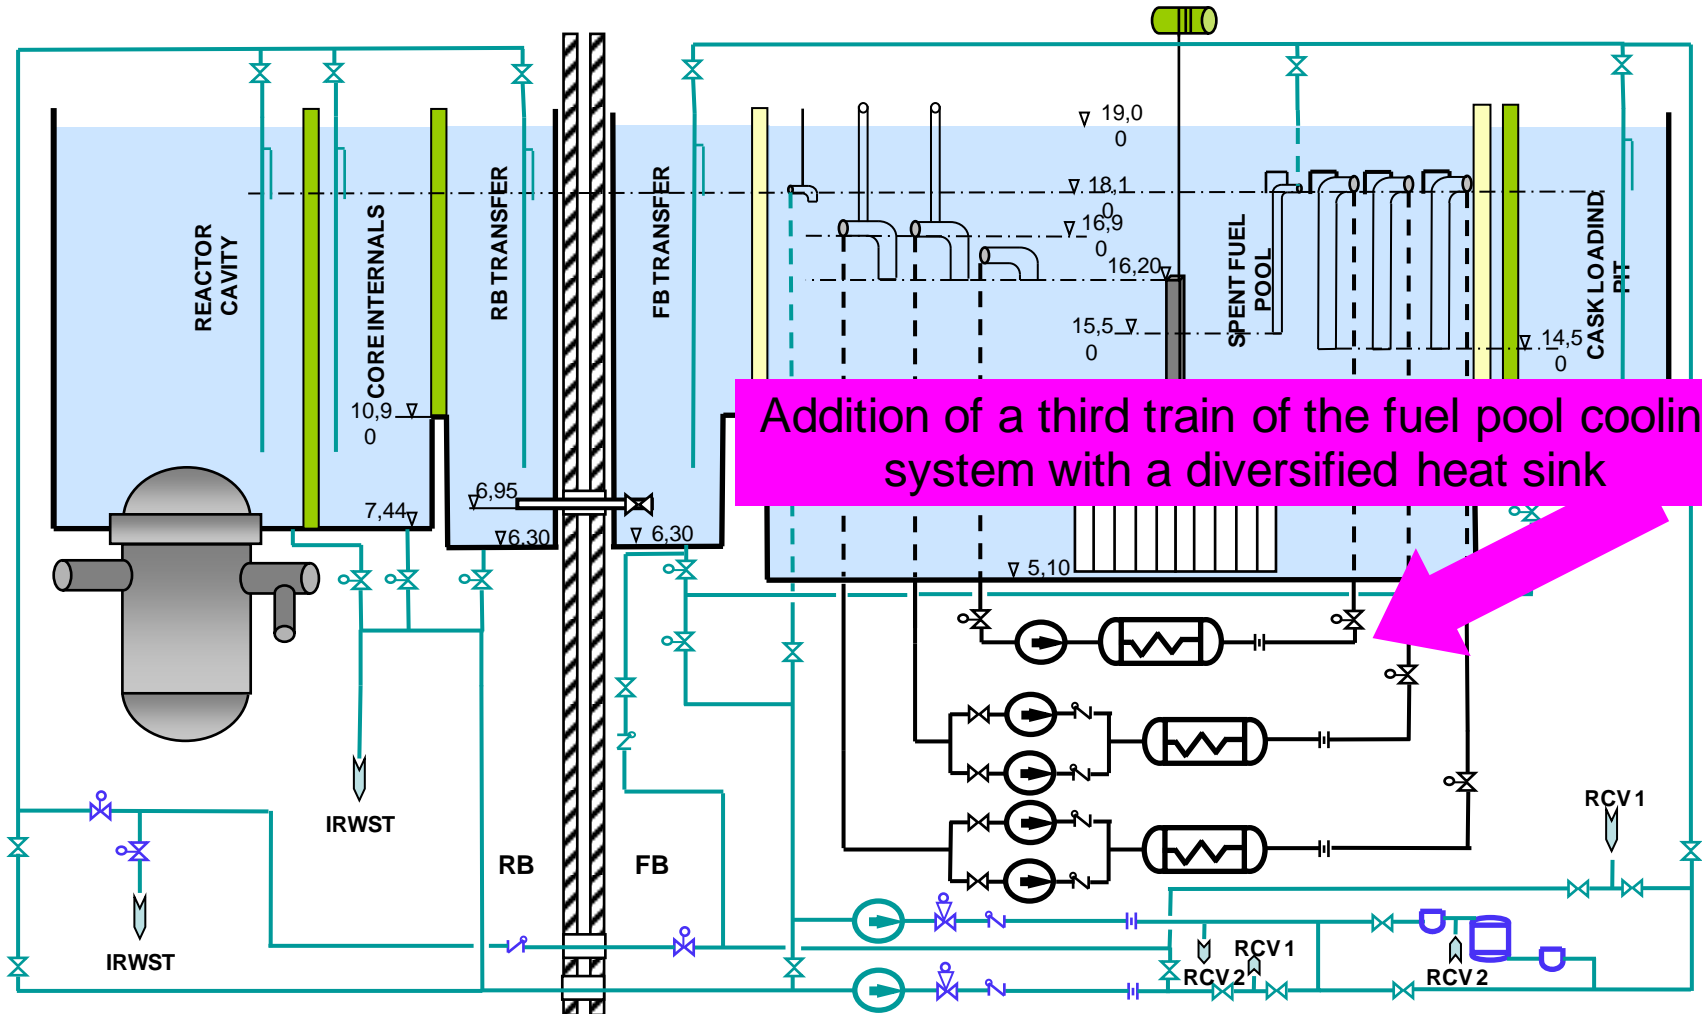 19,0
0
18,1
0
16,9
0
16,20
15,5
0
14,5
0
REACTOR
CAVITY
CORE INTERNALS
RB TRANSFER
FB TRANSFER
SPENT FUEL
POOL
CASK LOADIND
PIT
10,9
0
Addition of a third train of the fuel pool coolin
system with a diversified heat sink
6,95
7,44
6.30
6,30
5,10
IRWST
RB
FB
RCV 1
IRWST
RCV 2
RCV 1
RCV 2